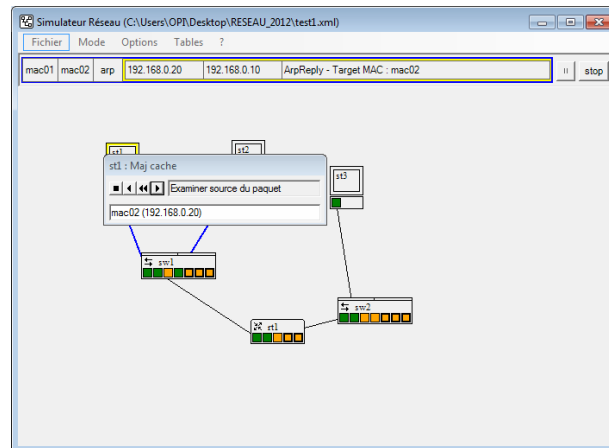 Simulateur Réseau (C:\Users\OPI\Desktop\RESEAU_2012\test1.xml)
Fichier Mode Options Tables ?
mac01 mac02 arp 192.168.0.20 192.168.0.10 ArpReply - Target MAC : mac02 stop
st1 st2
st1 : Maj cache
Examiner source du paquet
mac02 (192.168.0.20)
st3
sw1
sw2
rt1